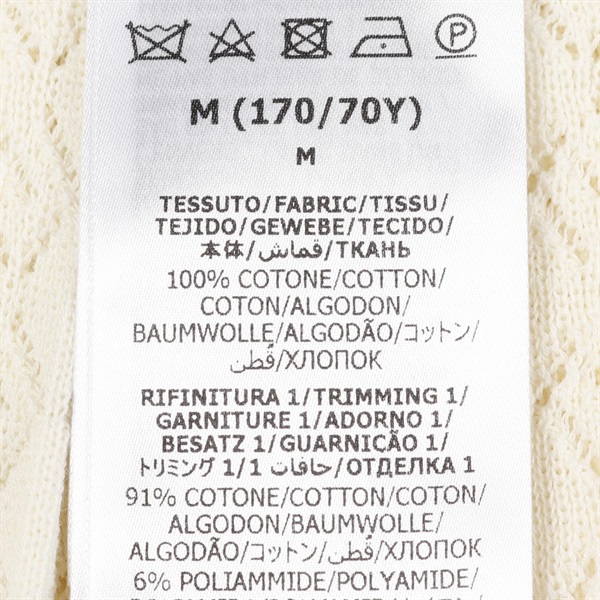 P
M (170/70Y)
M
TESSUTO/FABRIC/TISSU/
TEJIDO/GEWEBE/TECIDO/
本体/قماش/ТКАНЬ
100% COTONE/COTTON/
COTON/ALGODON/
BAUMWOLLE/ALGODÃO/コットン/
قُطن/ХЛОПОК
RIFINITURA 1/TRIMMING 1/
GARNITURE 1/ADORNO 1/
BESATZ 1/GUARNIÇÃO 1/
トリミング 1/1 حافات/ОТДЕЛКА 1
91% COTONE/COTTON/COTON/
ALGODON/BAUMWOLLE/
ALGODÃO/コットン/قُطن/ХЛОПОК
6% POLIAMMIDE/POLYAMIDE/